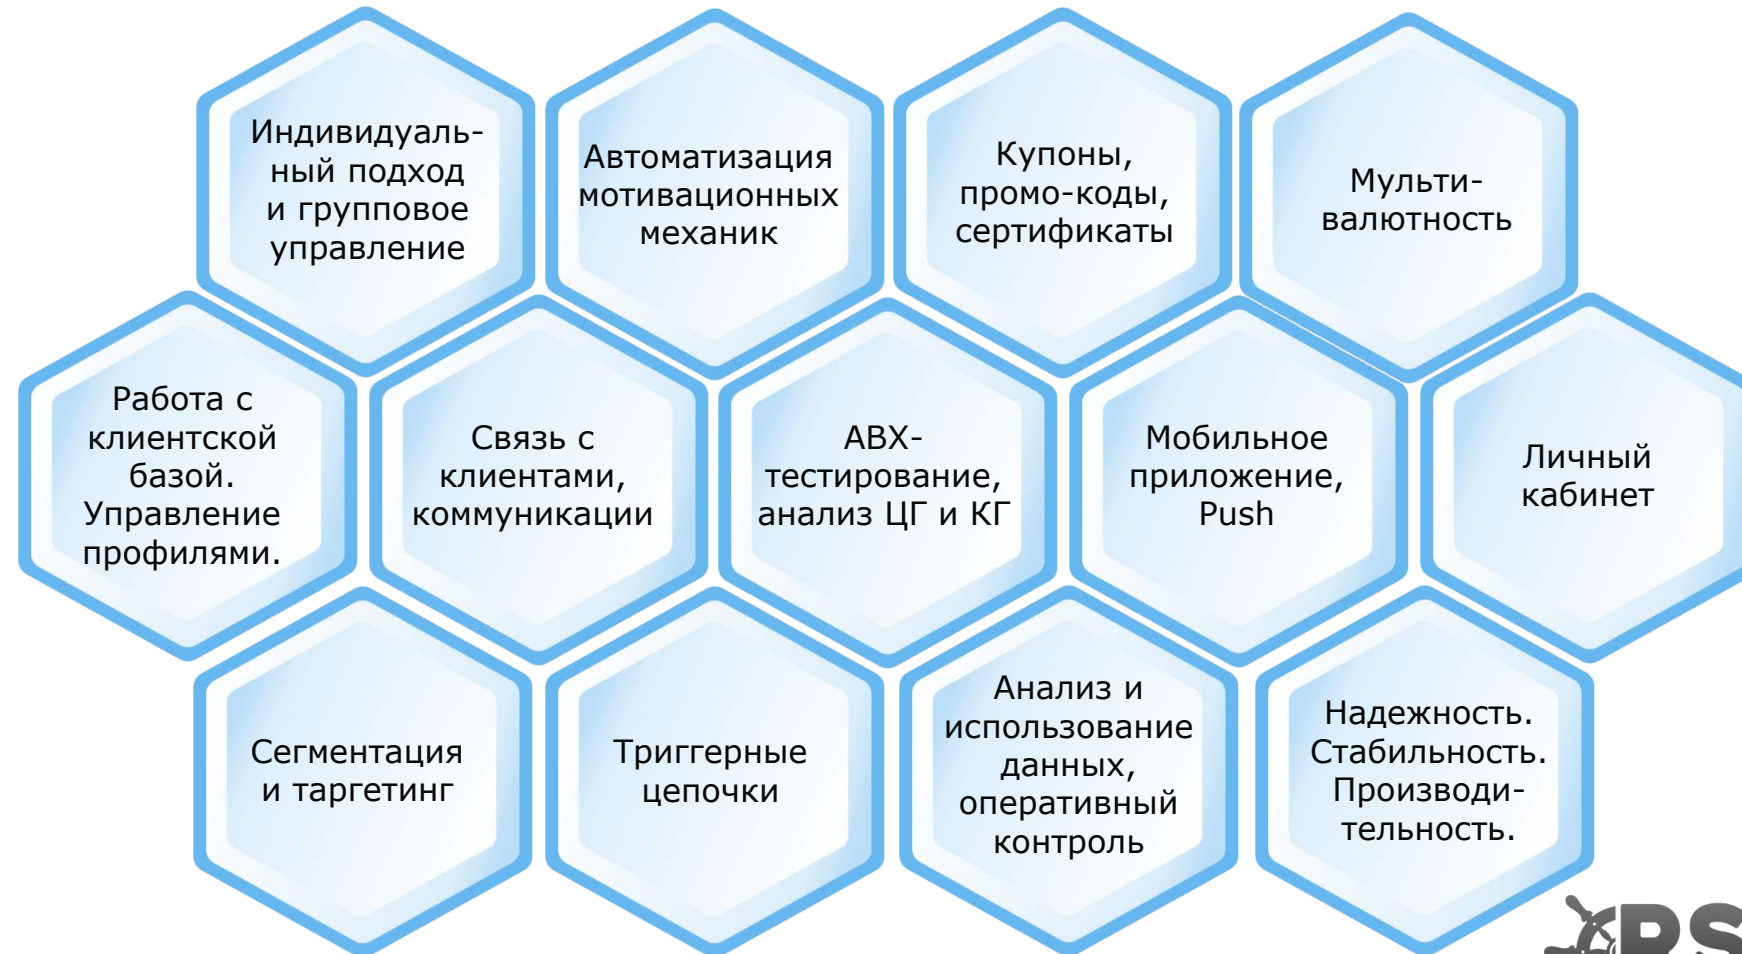 Индивидуаль-
ный подход
и групповое
управление
Автоматизация
мотивационных
механик
Купоны,
промо-коды,
сертификаты
Мульти-
валютность
Работа с
клиентской
базой.
Управление
профилями.
Связь с
клиентами,
коммуникации
АВХ-
тестирование,
анализ ЦГ и КГ
Мобильное
приложение,
Push
Личный
кабинет
Сегментация
и таргетинг
Триггерные
цепочки
Анализ и
использование
данных,
оперативный
контроль
Надежность.
Стабильность.
Производи-
тельность.
RS